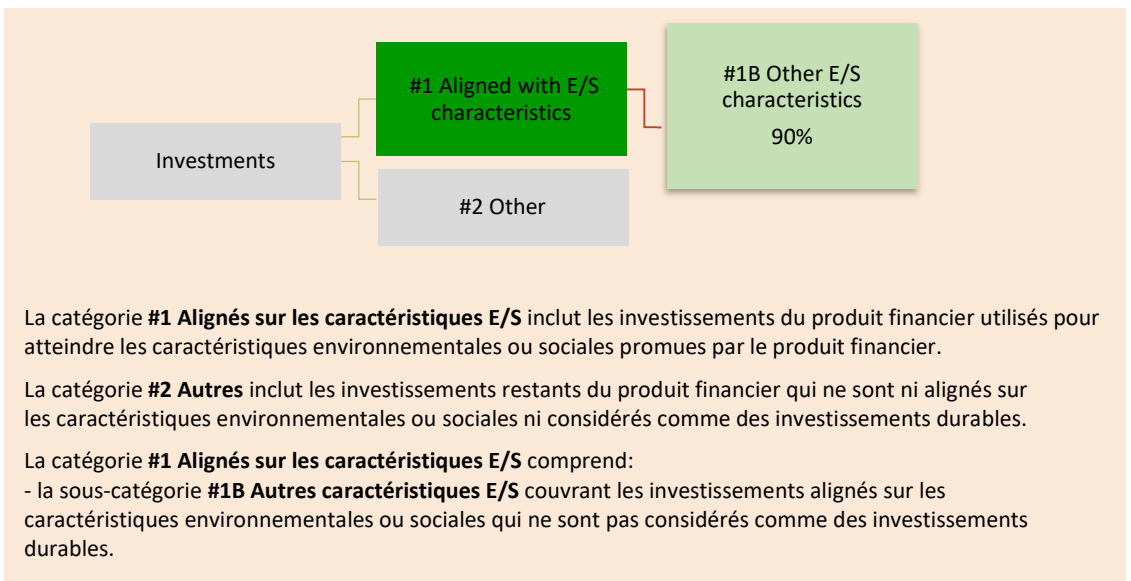 #1 Aligned with E/S
characteristics
#1B Other E/S
characteristics
90%
Investments
#2 Other
La catégorie #1 Alignés sur les caractéristiques E/S inclut les investissements du produit financier utilisés pour
atteindre les caractéristiques environnementales ou sociales promues par le produit financier.
La catégorie #2 Autres inclut les investissements restants du produit financier qui ne sont ni alignés sur
les caractéristiques environnementales ou sociales ni considérés comme des investissements durables.
La catégorie #1 Alignés sur les caractéristiques E/S comprend:
- la sous-catégorie #1B Autres caractéristiques E/S couvrant les investissements alignés sur les
caractéristiques environnementales ou sociales qui ne sont pas considérés comme des investissements
durables.